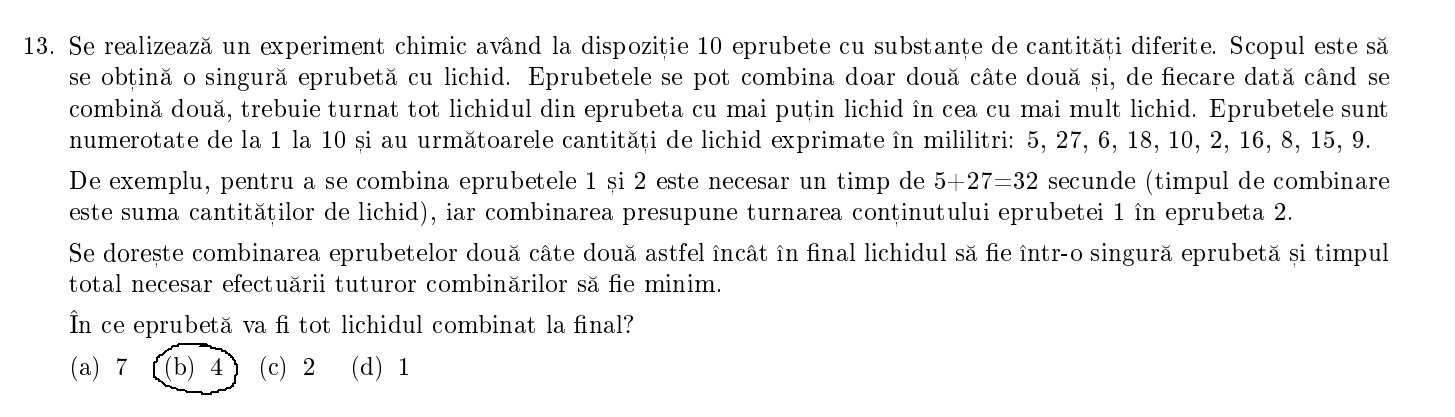 13. Se realizează un experiment chimic având la dispoziție 10 eprubete cu substanțe de cantități diferite. Scopul este să
se obțină o singură eprubetă cu lichid. Eprubetele se pot combina doar două câte două și, de fiecare dată când se
combină două, trebuie turnat tot lichidul din eprubeta cu mai puțin lichid în cea cu mai mult lichid. Eprubetele sunt
numerotate de la 1 la 10 și au următoarele cantități de lichid exprimate în mililitri: 5, 27, 6, 18, 10, 2, 16, 8, 15, 9.
De exemplu, pentru a se combina eprubetele 1 și 2 este necesar un timp de 5+27=32 secunde (timpul de combinare
este suma cantităților de lichid), iar combinarea presupune turnarea conținutului eprubetei 1 în eprubeta 2.
Se dorește combinarea eprubetelor două câte două astfel încât în final lichidul să fie într-o singură eprubetă și timpul
total necesar efectuării tuturor combinărilor să fie minim.
În ce eprubetă va fi tot lichidul combinat la final?
(a) 7 (b) 4 (c) 2 (d) 1